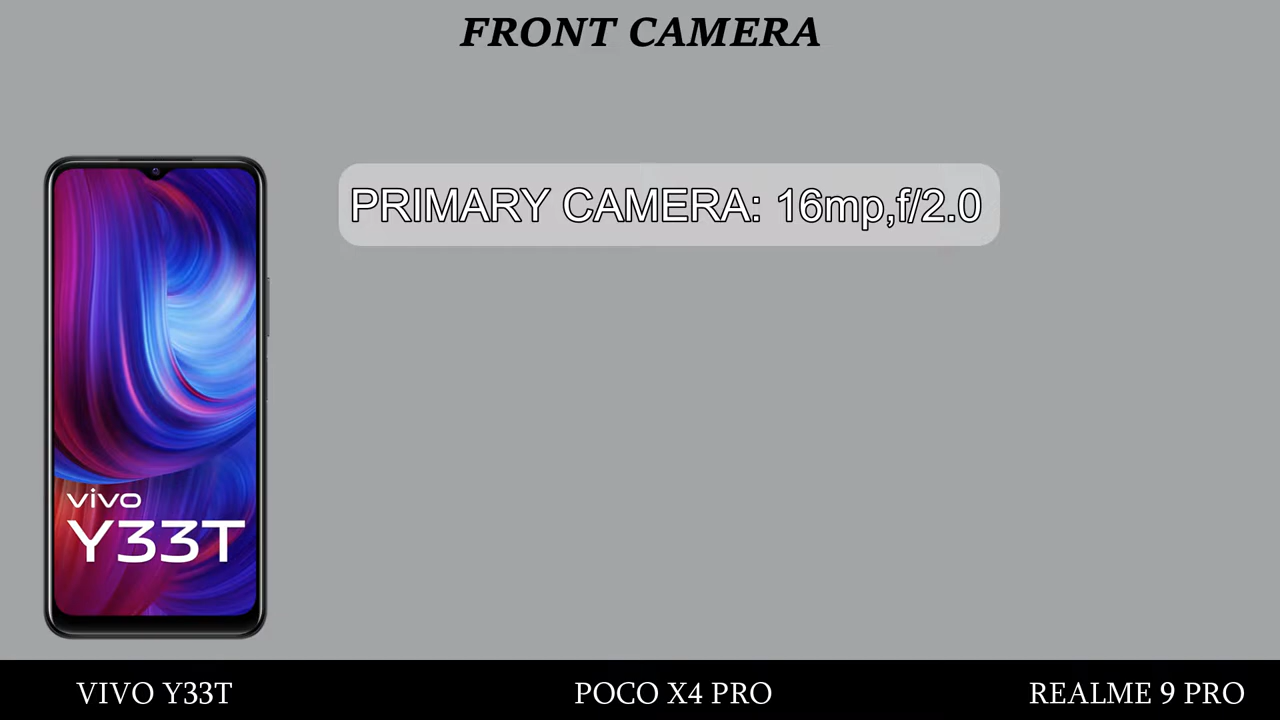 FRONT CAMERA
PRIMARY CAMERA: 16mp,f/2.0
vivo
Y33T
VIVO Y33T
POCO X4 PRO
REALME 9 PRO